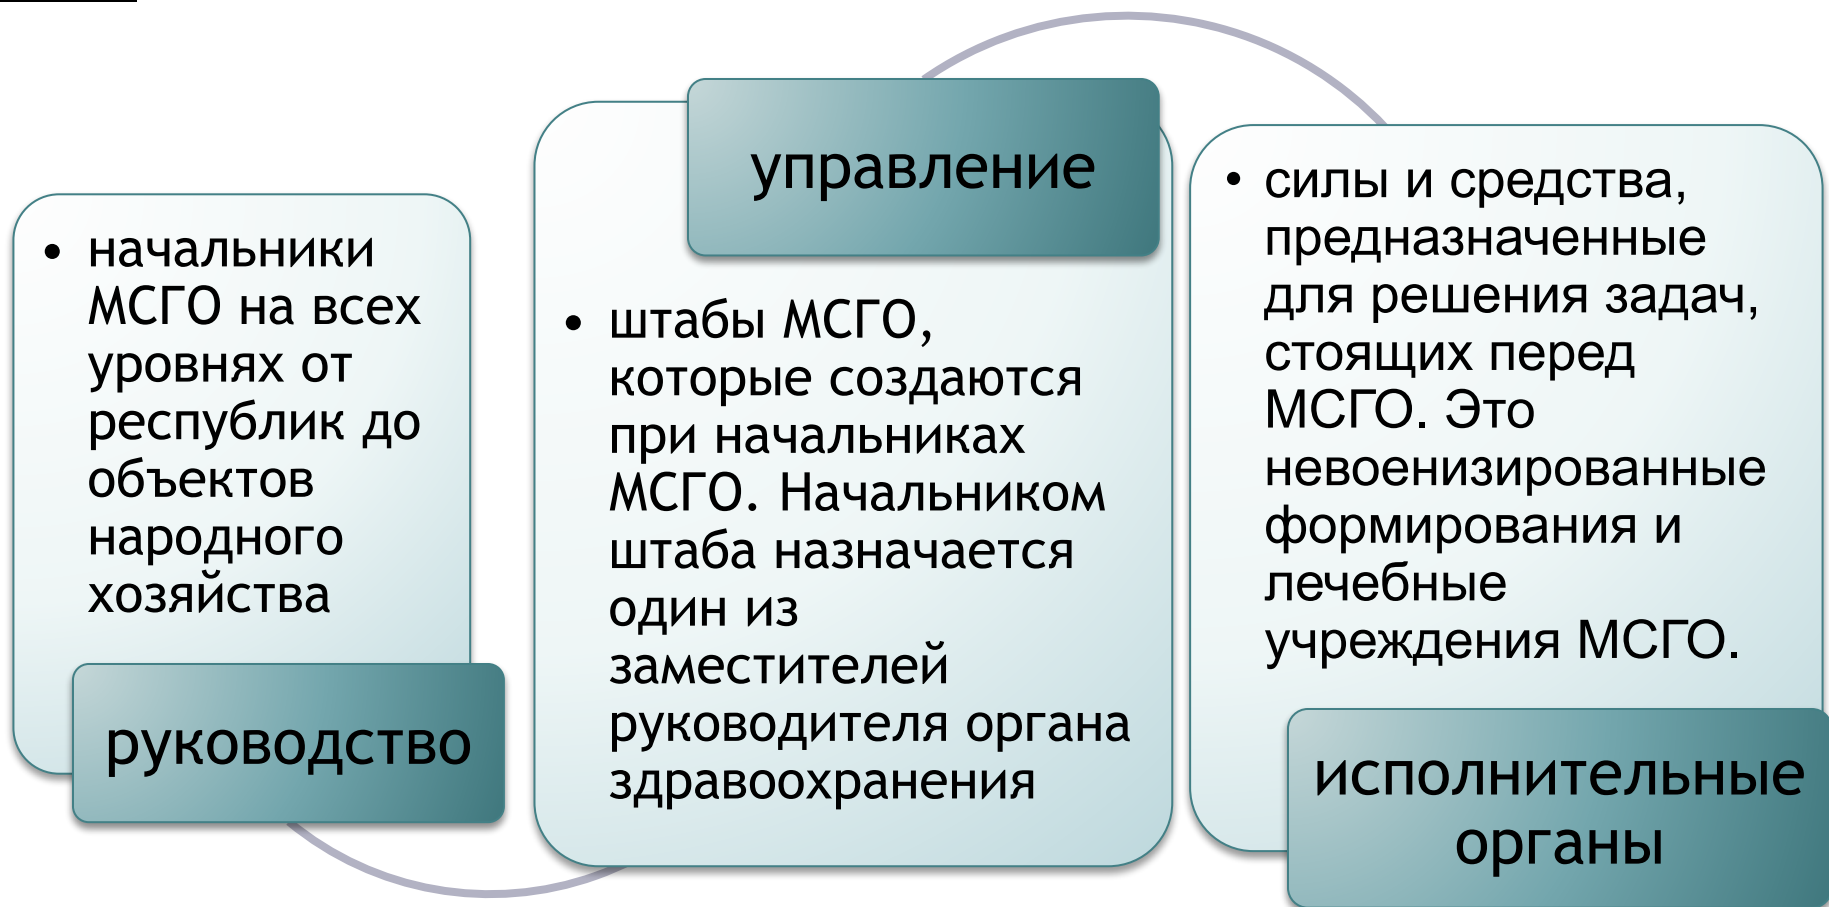 • начальники
МСГО на всех
уровнях от
республик до
объектов
народного
хозяйства
руководство
управление
• штабы МСГО,
которые создаются
при начальниках
МСГО. Начальником
штаба назначается
один из
заместителей
руководителя органа
здравоохранения
• силы и средства,
предназначенные
для решения задач,
стоящих перед
МСГО. Это
невоенизированные
формирования и
лечебные
учреждения МСГО.
исполнительные
органы